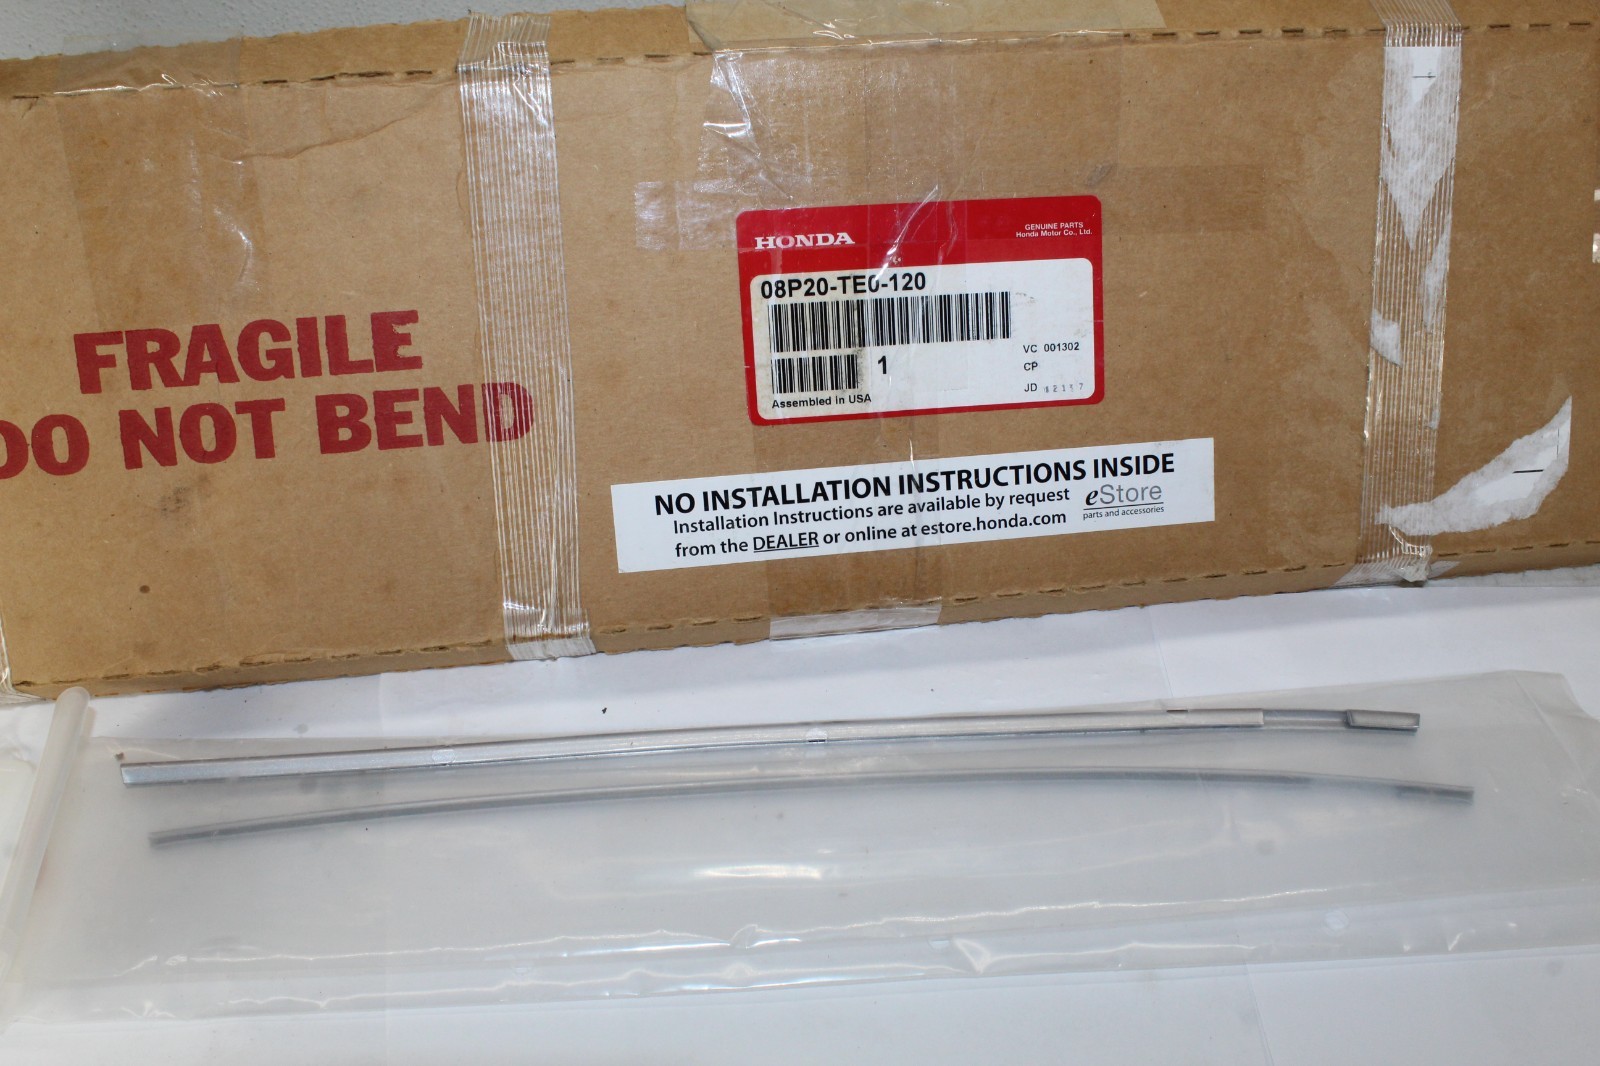 FRAGILE
DO NOT BEND
HONDA
GENUINE PARTS
Honda Motor Co., Ltd.
08P20-TE0-120
1
VC 001302
CP
JD
Assembled in USA
NO INSTALLATION INSTRUCTIONS INSIDE
Installation Instructions are available by request
from the DEALER or online at estore.honda.com
eStore
parts and accessories